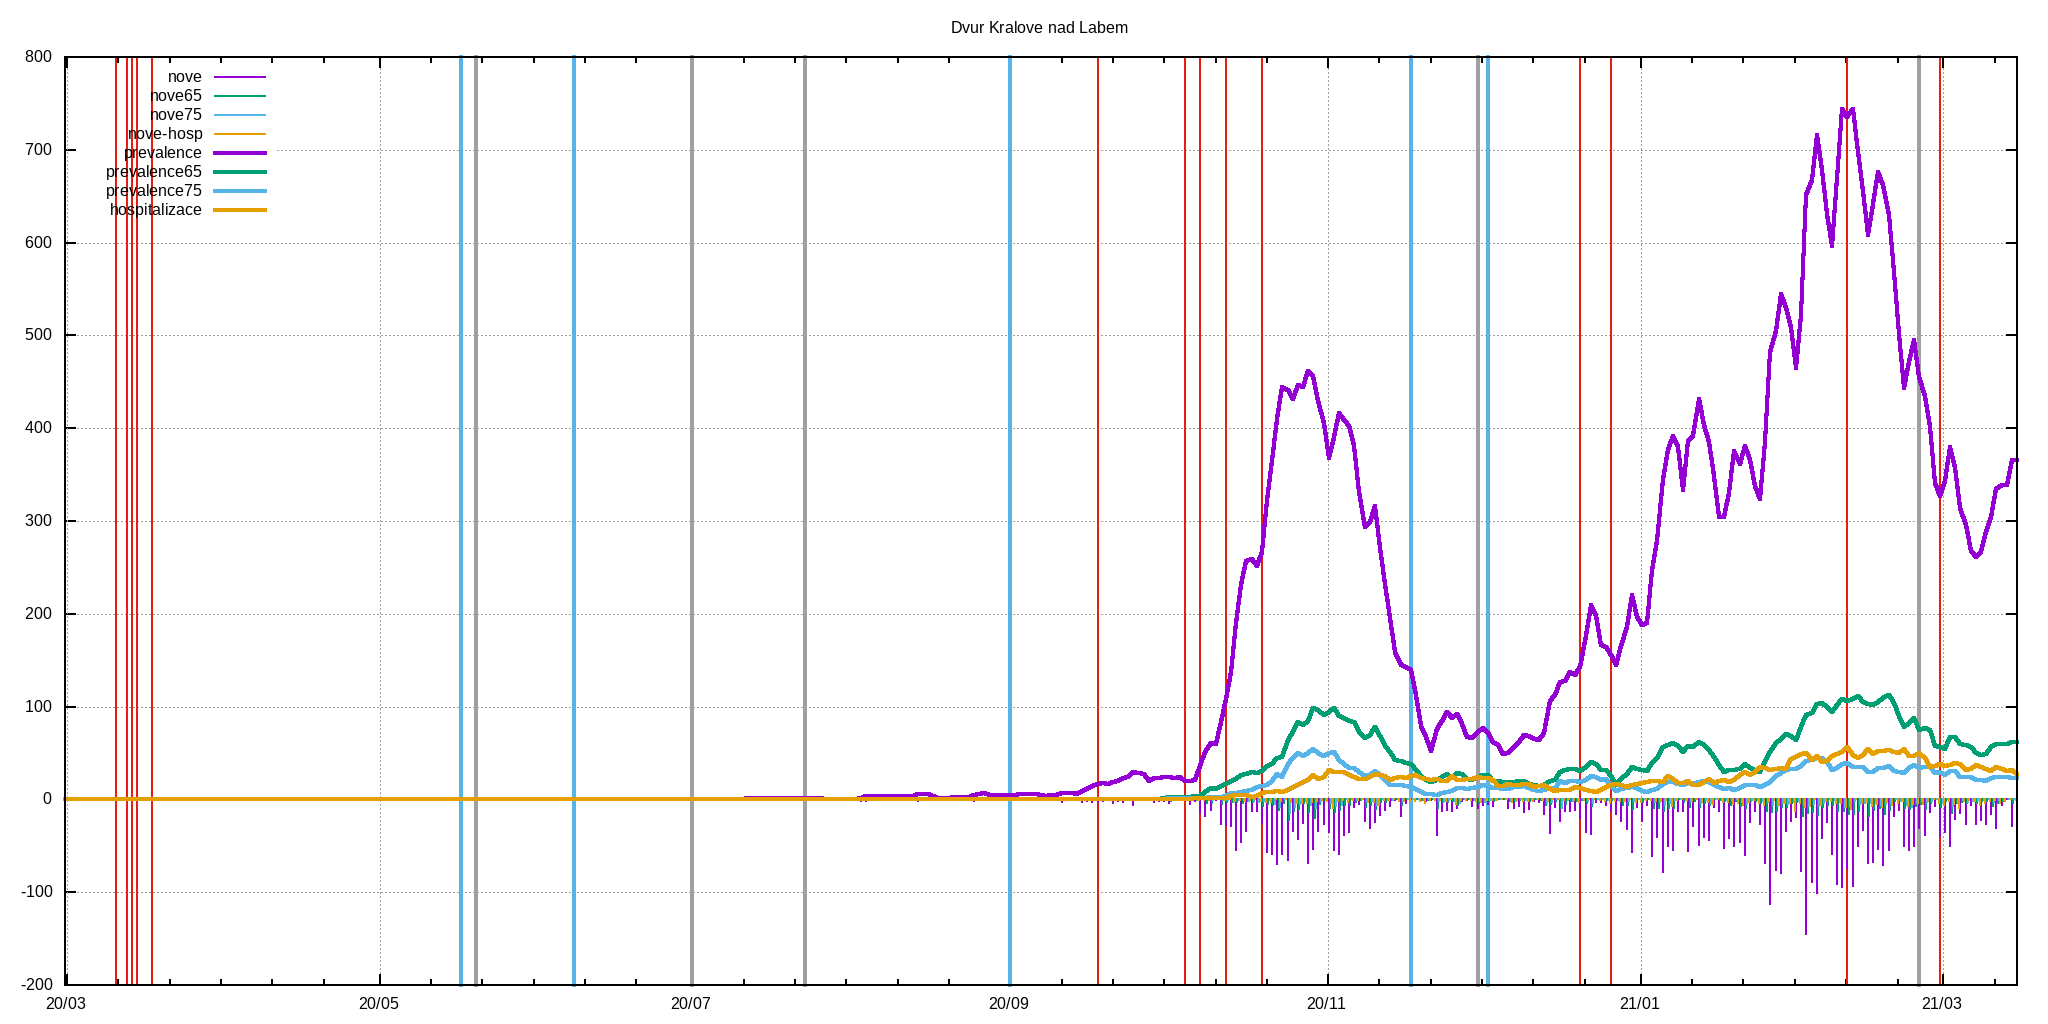 Dvur Kralove nad Labem
800
700
600
500
400
300
200
100
0
-100
-200
nove
nove65
nove75
nove-hosp
prevalence
prevalence65
prevalence75
hospitalizace
20/03 20/05 20/07 20/09 20/11 21/01 21/03